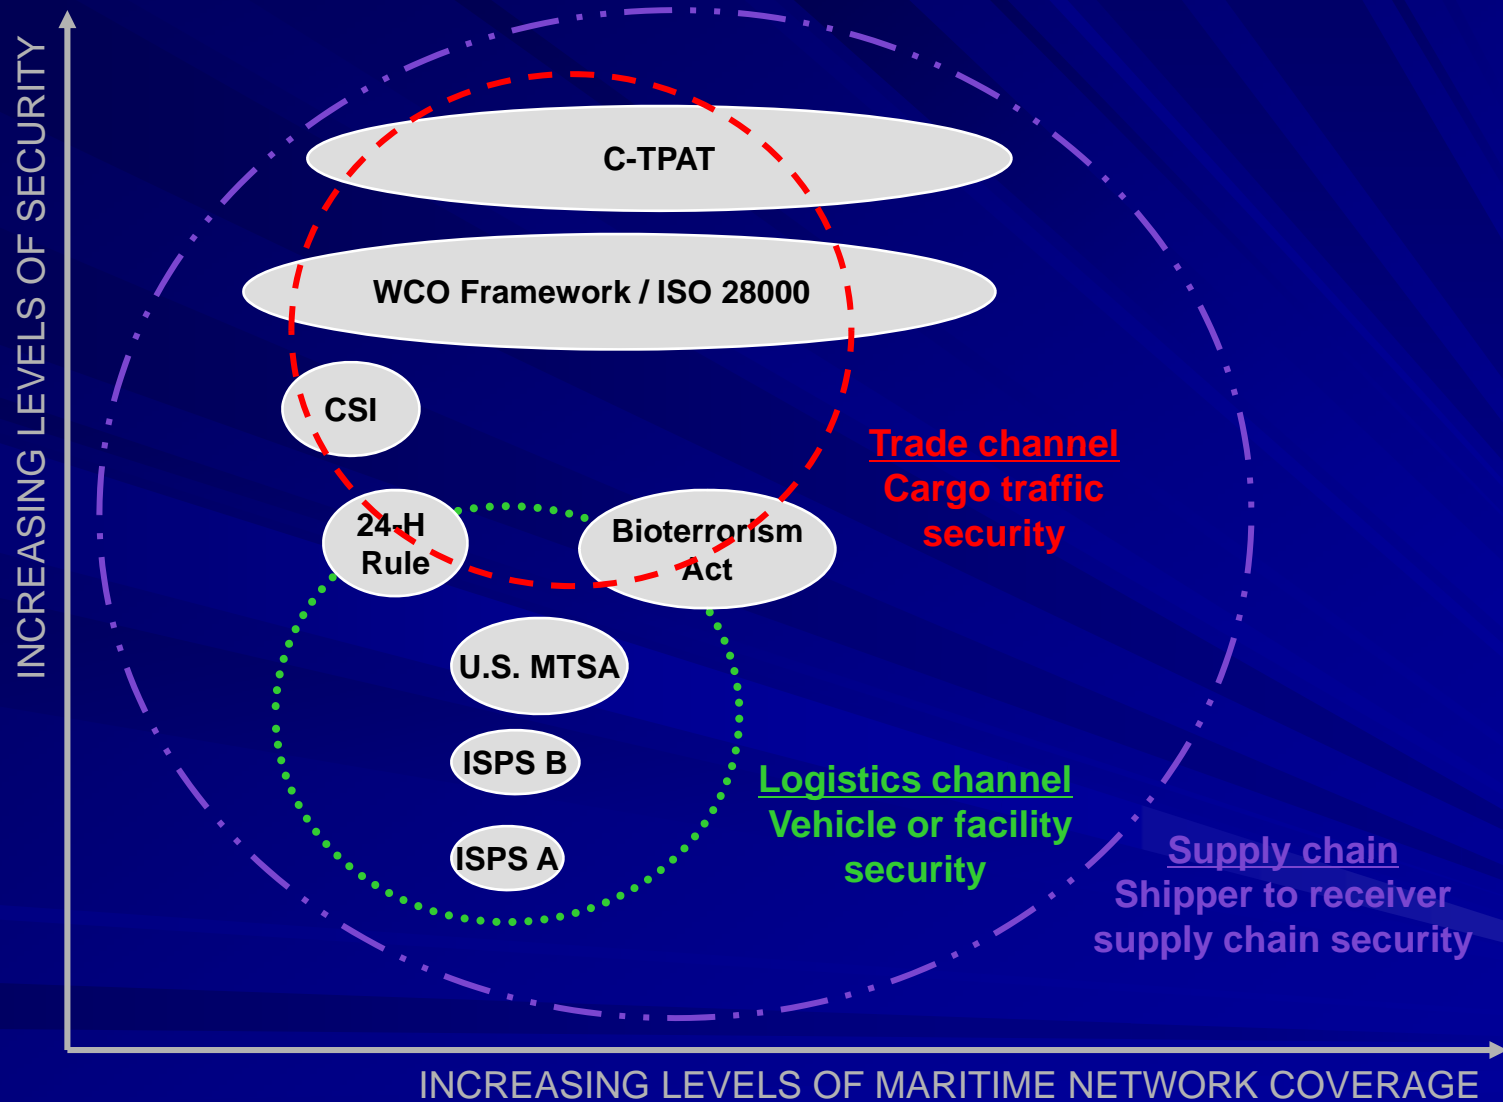 INCREASING LEVELS OF SECURITY
C-TPAT
WCO Framework / ISO 28000
CSI
Trade channel
Cargo traffic
security
24-H
Rule
Bioterrorism
Act
U.S. MTSA
ISPS B
ISPS A
Logistics channel
Vehicle or facility
security
Supply chain
Shipper to receiver
supply chain security
INCREASING LEVELS OF MARITIME NETWORK COVERAGE